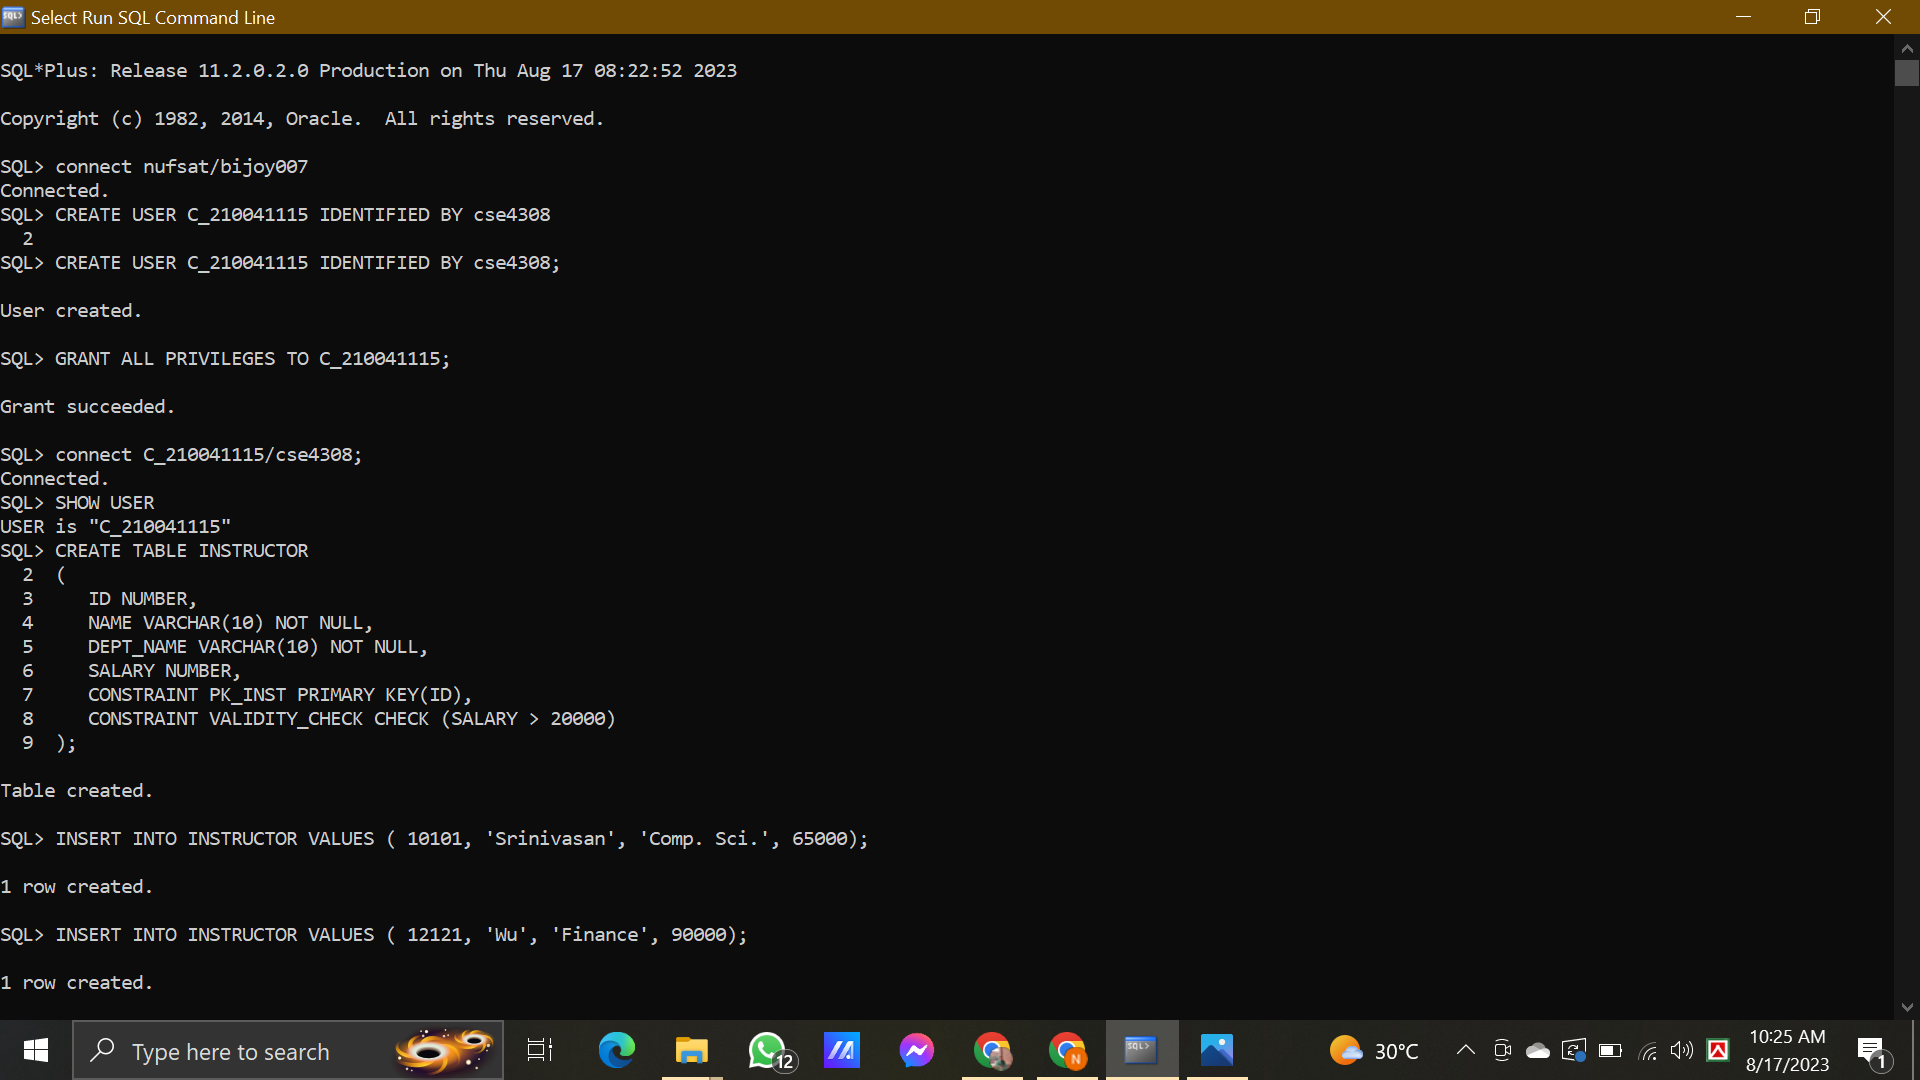 Select Run SQL Command Line
SQL*Plus: Release 11.2.0.2.0 Production on Thu Aug 17 08:22:52 2023
Copyright (c) 1982, 2014, Oracle.  All rights reserved.
SQL> connect nufsat/bijoy007
Connected.
SQL> CREATE USER C_210041115 IDENTIFIED BY cse4308
  2
SQL> CREATE USER C_210041115 IDENTIFIED BY cse4308;
User created.
SQL> GRANT ALL PRIVILEGES TO C_210041115;
Grant succeeded.
SQL> connect C_210041115/cse4308;
Connected.
SQL> SHOW USER
USER is "C_210041115"
SQL> CREATE TABLE INSTRUCTOR
  2  (
  3     ID NUMBER,
  4     NAME VARCHAR(10) NOT NULL,
  5     DEPT_NAME VARCHAR(10) NOT NULL,
  6     SALARY NUMBER,
  7     CONSTRAINT PK_INST PRIMARY KEY(ID),
  8     CONSTRAINT VALIDITY_CHECK CHECK (SALARY > 20000)
  9  );
Table created.
SQL> INSERT INTO INSTRUCTOR VALUES ( 10101, 'Srinivasan', 'Comp. Sci.', 65000);
1 row created.
SQL> INSERT INTO INSTRUCTOR VALUES ( 12121, 'Wu', 'Finance', 90000);
1 row created.
Type here to search
12
N
SQL>
30°C
10:25 AM
8/17/2023
1